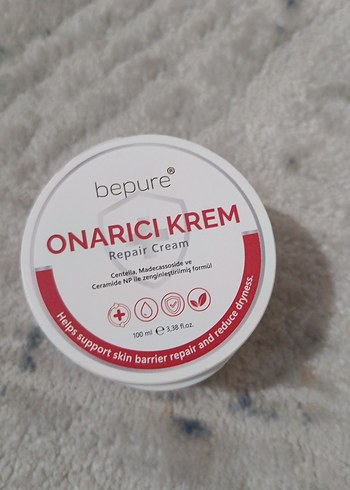 bepure®
ONARICI KREM
Repair Cream
Centella, Madecassoside ve
Ceramide NP ile zenginleştirilmiş formül
100 ml ℮ 3,38 fl.oz.
Helps support skin barrier repair and reduce dryness.